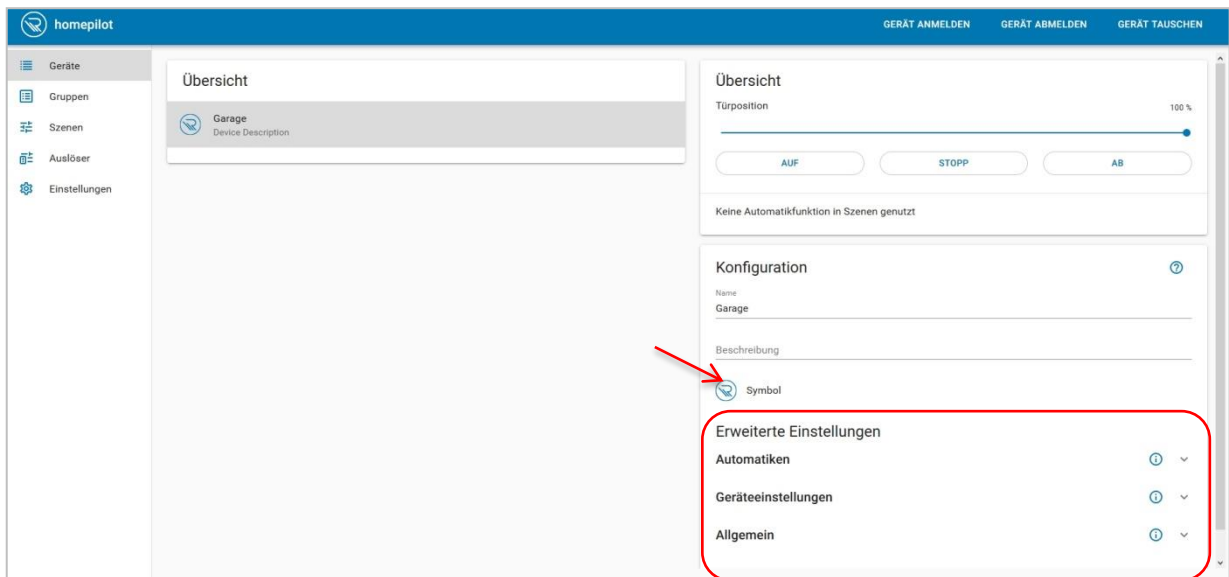 homepilot
GERÄT ANMELDEN GERÄT ABMELDEN GERÄT TAUSCHEN
Geräte
Gruppen
Szenen
Auslöser
Einstellungen
Übersicht
Garage
Device Description
Übersicht
Türposition 100 %
AUF STOPP AB
Keine Automatikfunktion in Szenen genutzt
Konfiguration
Name
Garage
Beschreibung
Symbol
Erweiterte Einstellungen
Automatiken
Geräteeinstellungen
Allgemein